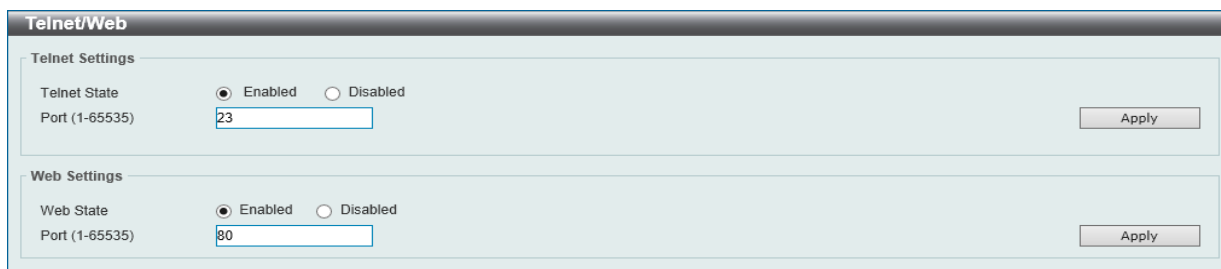 Telnet/Web
Telnet Settings
Telnet State Enabled Disabled
Port (1-65535) 23 Apply
Web Settings
Web State Enabled Disabled
Port (1-65535) 80 Apply